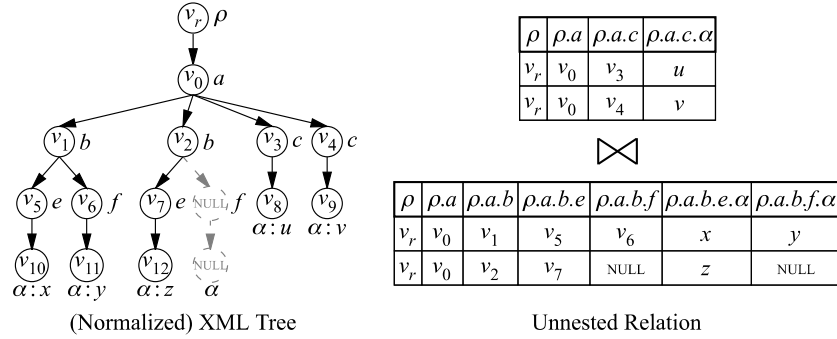 v_r ρ
v_0 a
v_1 b v_2 b v_3 c v_4 c
v_5 e v_6 f v_7 e NULL f v_8 v_9
α:u α:v
v_10 v_11 v_12 NULL
α:x α:y α:z α
(Normalized) XML Tree
ρ ρ.a ρ.a.c ρ.a.c.α
v_r v_0 v_3 u
v_r v_0 v_4 v
⋈
ρ ρ.a ρ.a.b ρ.a.b.e ρ.a.b.f ρ.a.b.e.α ρ.a.b.f.α
v_r v_0 v_1 v_5 v_6 x y
v_r v_0 v_2 v_7 NULL z NULL
Unnested Relation